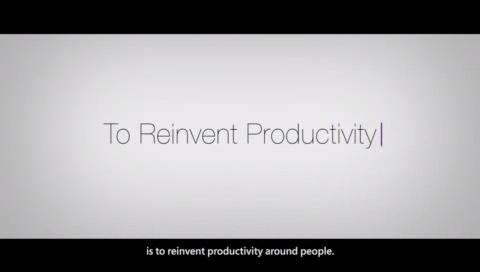 To Reinvent Productivity
is to reinvent productivity around people.